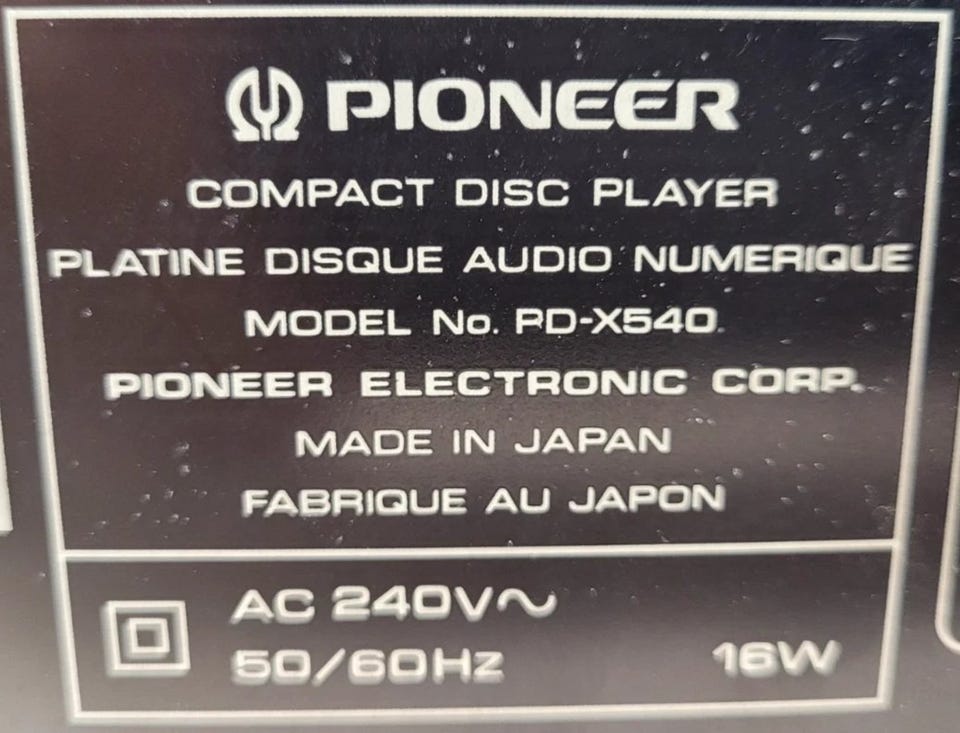 PIONEER
COMPACT DISC PLAYER
PLATINE DISQUE AUDIO NUMERIQUE
MODEL No. PD-X540
PIONEER ELECTRONIC CORP.
MADE IN JAPAN
FABRIQUE AU JAPON
AC 240V~
50/60Hz 16W